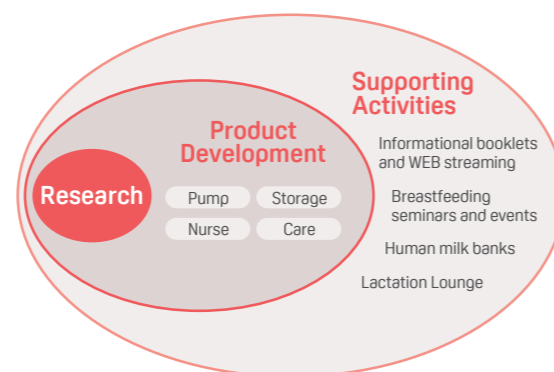 Research
Product
Development
Pump
Storage
Nurse
Care
Supporting
Activities
Informational booklets
and WEB streaming
Breastfeeding
seminars and events
Human milk banks
Lactation Lounge